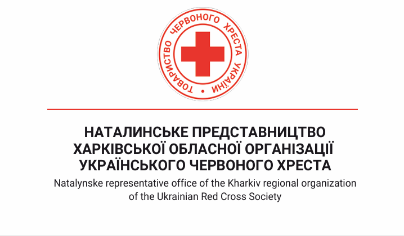 ТОВАРИСТВО ЧЕРВОНОГО ХРЕСТА УКРАЇНИ
НАТАЛИНСЬКЕ ПРЕДСТАВНИЦТВО
ХАРКІВСЬКОЇ ОБЛАСНОЇ ОРГАНІЗАЦІЇ
УКРАЇНСЬКОГО ЧЕРВОНОГО ХРЕСТА
Natalynske representative office of the Kharkiv regional organization
of the Ukrainian Red Cross Society